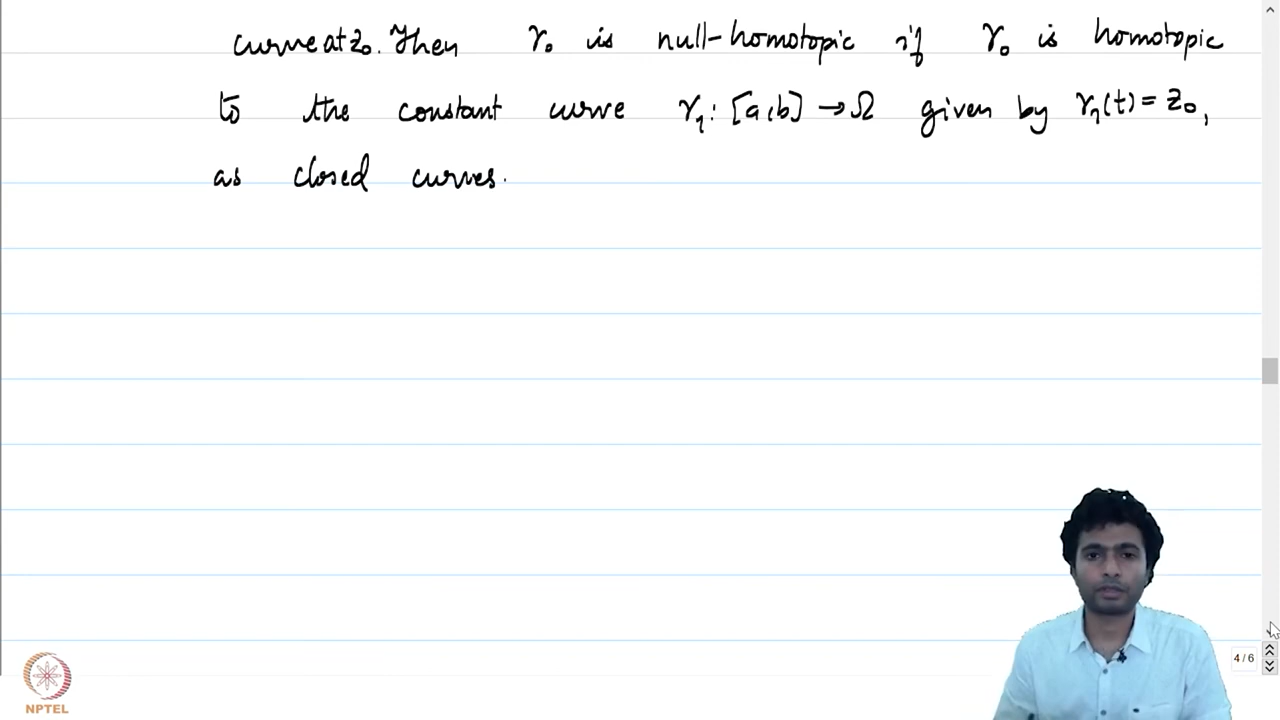 curve at z₀. Then γ₀ is null-homotopic if γ₀ is homotopic
to the constant curve γ₁: [a,b] → Ω given by γ₁(t) = z₀,
as closed curves.
4 / 6
NPTEL